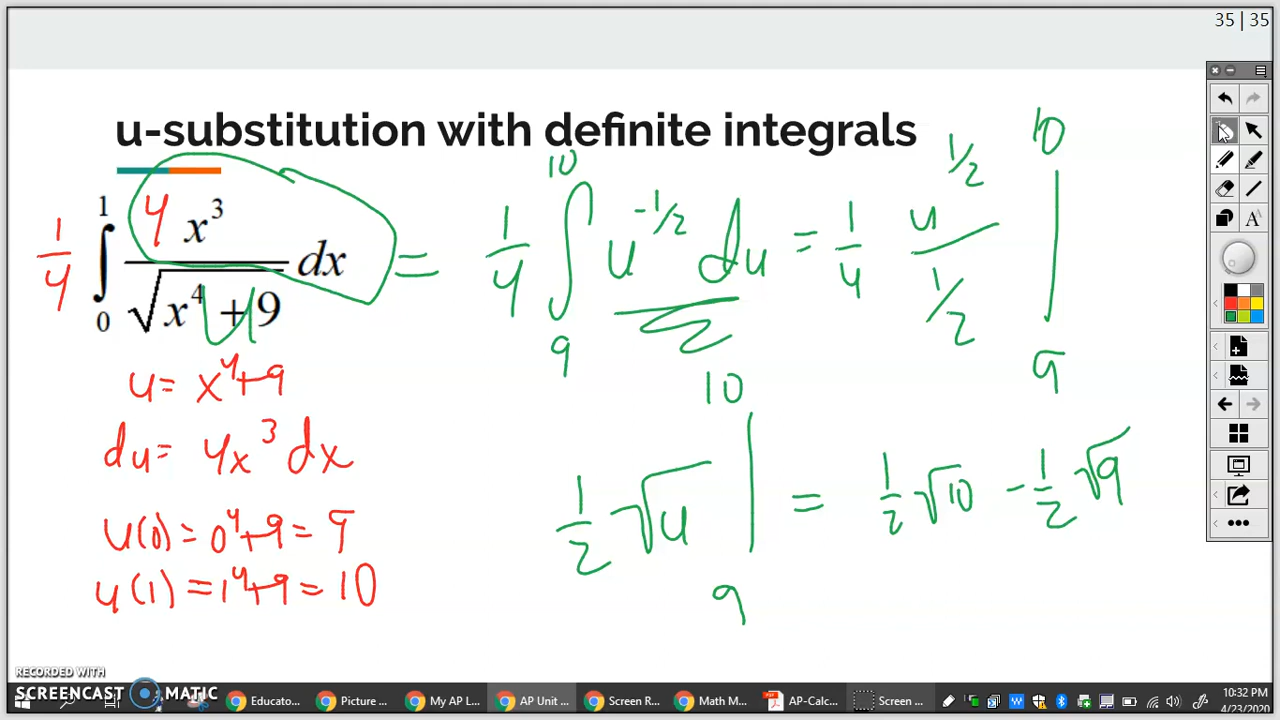 35 | 35
u-substitution with definite integrals
1/4 ∫₀¹ 4x³/√(x⁴ + 9) dx = 1/4 ∫₉¹⁰ u^(-1/2) du = 1/4 u^(1/2)/(1/2) |₉¹⁰
u
u = x⁴+9
du = 4x³ dx
1/2 √u |₉¹⁰ = 1/2 √10 - 1/2 √9
u(0) = 0⁴+9 = 9
u(1) = 1⁴+9 = 10
RECORDED WITH
SCREENCAST MATIC
Educato...
Picture ...
My AP L...
AP Unit ...
Screen R...
Math M...
AP-Calc...
Screen ...
10:32 PM
4/23/2020